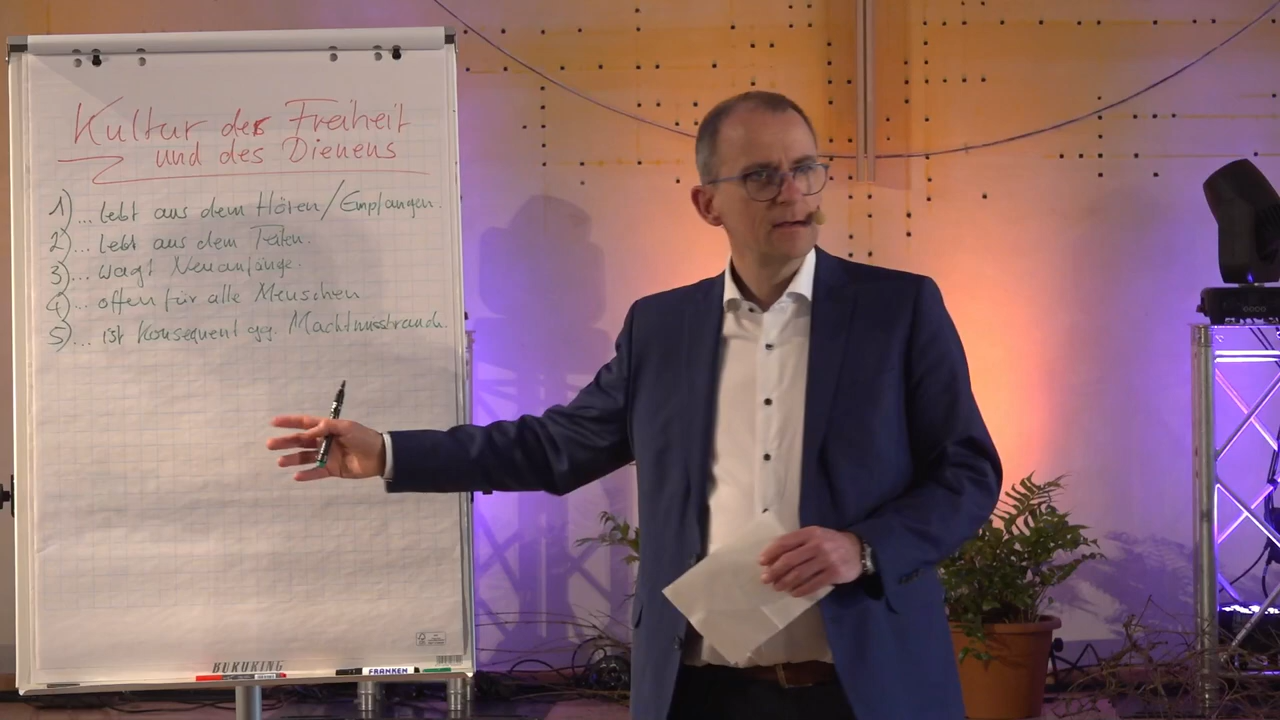 Kultur der Freiheit
und des Dienens
1)... lebt aus dem Hören/Empfangen.
2)... lebt aus dem Teilen.
3)... wagt Neuanfänge.
4)... offen für alle Menschen
5)... ist konsequent gg. Machtmissbrauch.
BÜROKING
FRANKEN